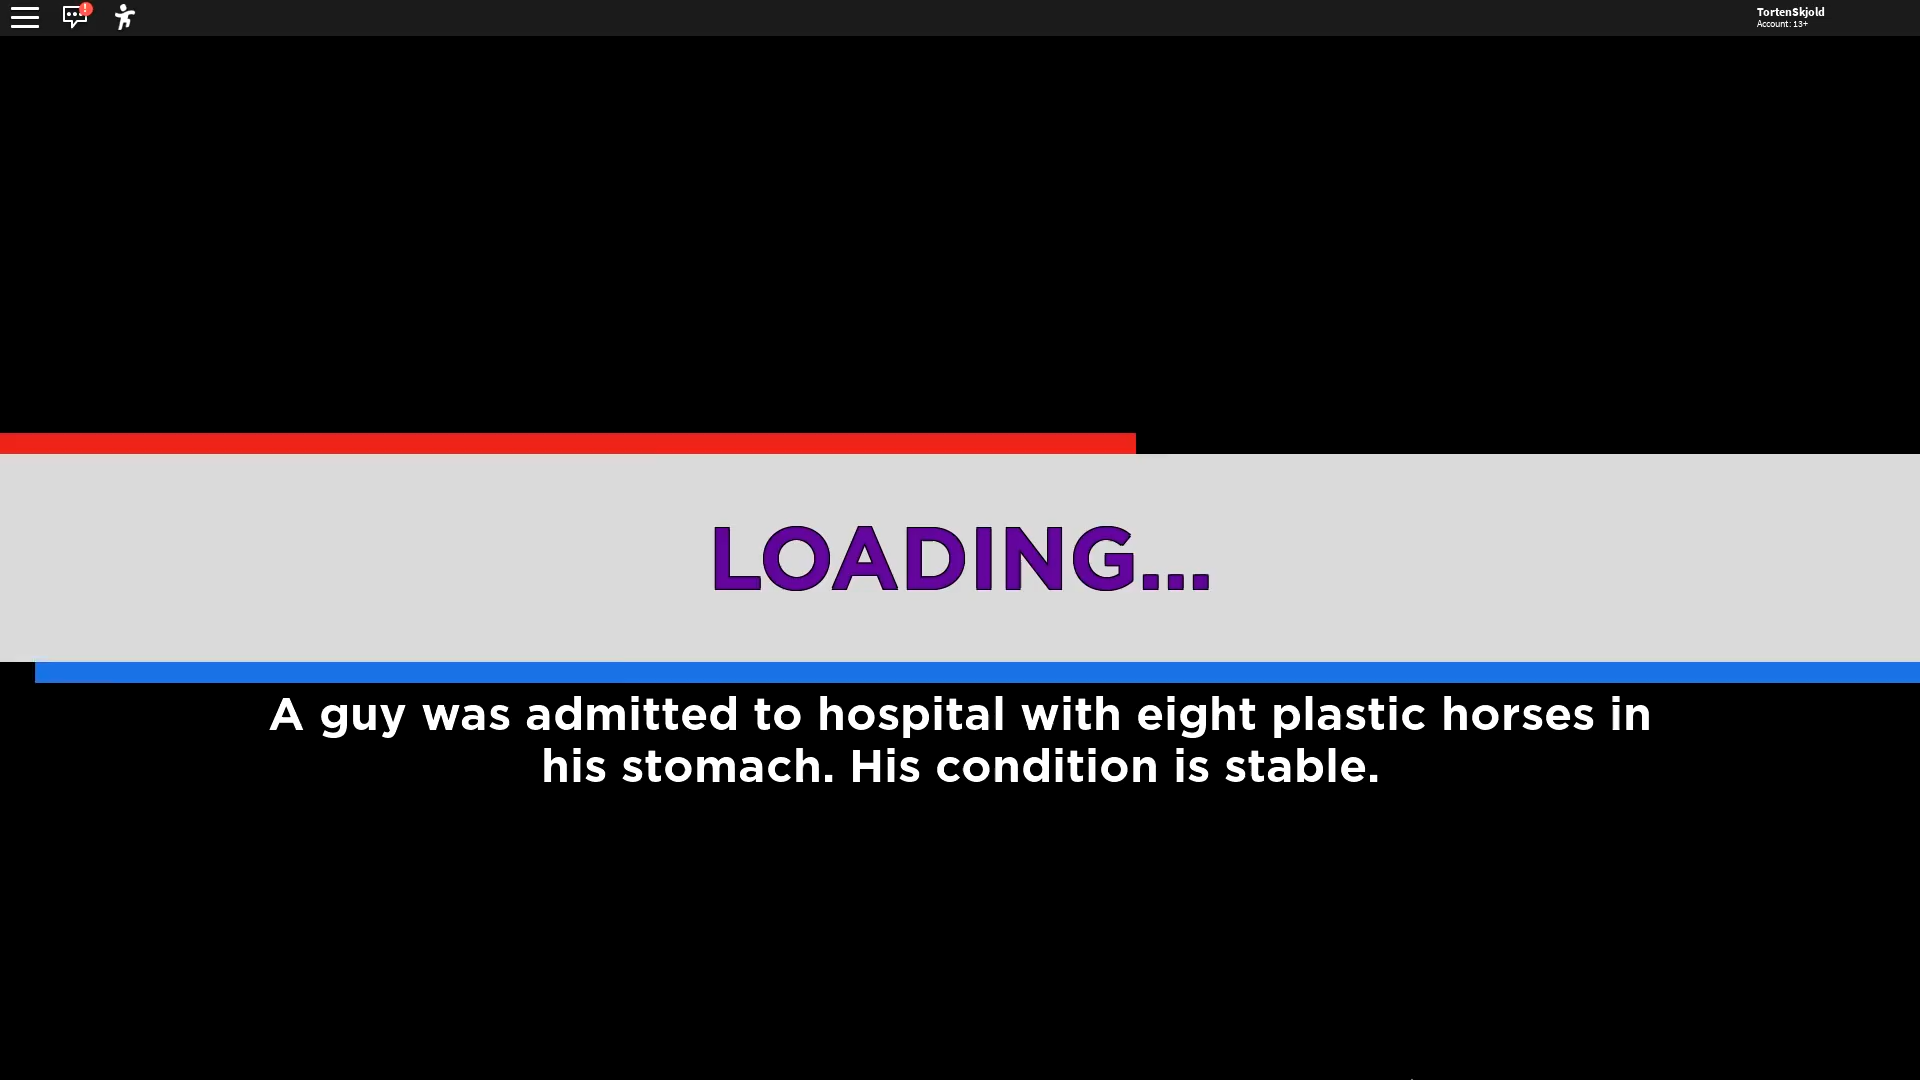 TortenSkjold
Account: 13+
LOADING...
A guy was admitted to hospital with eight plastic horses in
his stomach. His condition is stable.